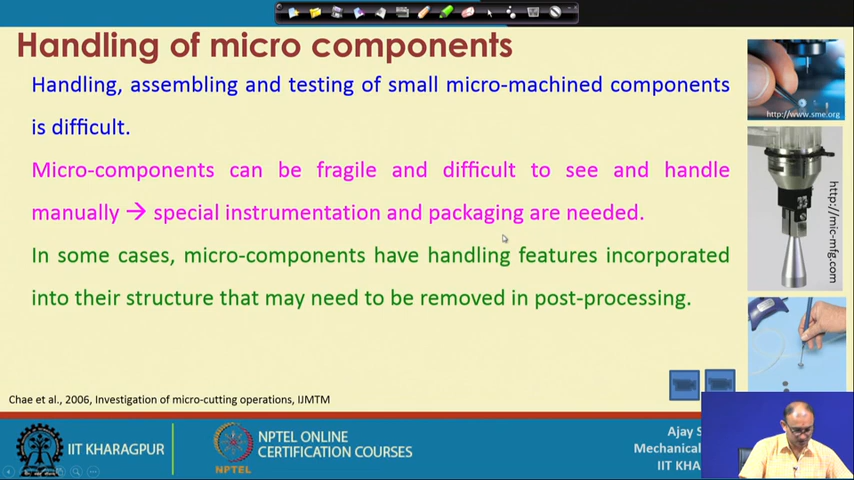 Handling of micro components
Handling, assembling and testing of small micro-machined components
is difficult.
Micro-components can be fragile and difficult to see and handle
manually → special instrumentation and packaging are needed.
In some cases, micro-components have handling features incorporated
into their structure that may need to be removed in post-processing.
http://www.sme.org
http://mic-mfg.com
Chae et al., 2006, Investigation of micro-cutting operations, IJMTM
IIT KHARAGPUR
NPTEL
NPTEL ONLINE
CERTIFICATION COURSES
Ajay S
Mechanical
IIT KHA